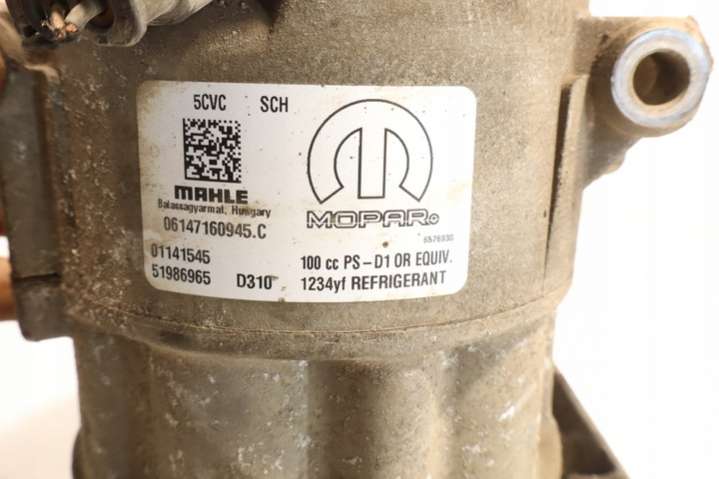 5CVC SCH
MAHLE
Balassagyarmat, Hungary
06147160945.C
MOPAR
01141545
51986965 D310
100 cc PS-D1 OR EQUIV.
1234yf REFRIGERANT